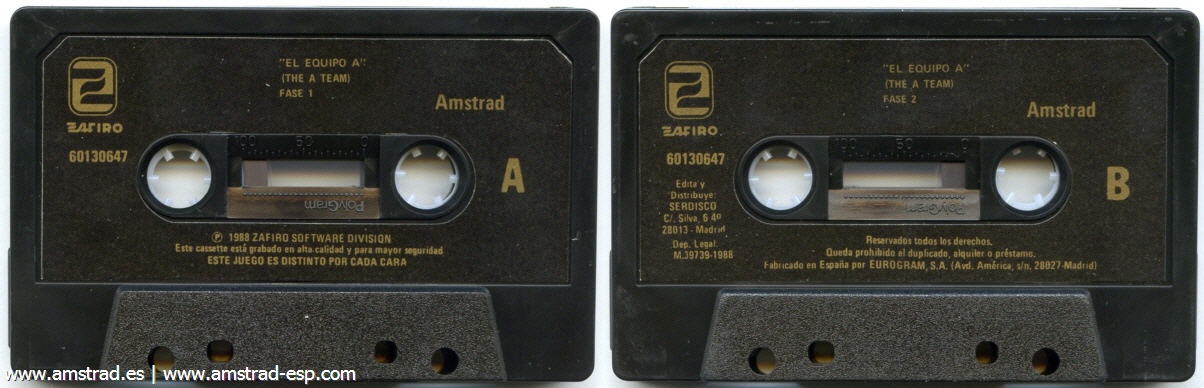 "EL EQUIPO A"
(THE A TEAM)
FASE 1
Amstrad
ZAFIRO
60130647
A
100 50 0
PolyGram
Ⓟ 1988 ZAFIRO SOFTWARE DIVISION
Este cassette está grabado en alta calidad y para mayor seguridad
ESTE JUEGO ES DISTINTO POR CADA CARA
"EL EQUIPO A"
(THE A TEAM)
FASE 2
Amstrad
ZAFIRO
60130647
B
100 50 0
PolyGram
Edita y
Distribuye:
SERDISCO
C/. Silva, 6 4º
28013 - Madrid
Dep. Legal:
M.39739-1988
Reservados todos los derechos.
Queda prohibido el duplicado, alquiler o préstamo.
Fabricado en España por EUROGRAM, S.A. (Avd. América, s/n. 28027-Madrid)
www.amstrad.es | www.amstrad-esp.com